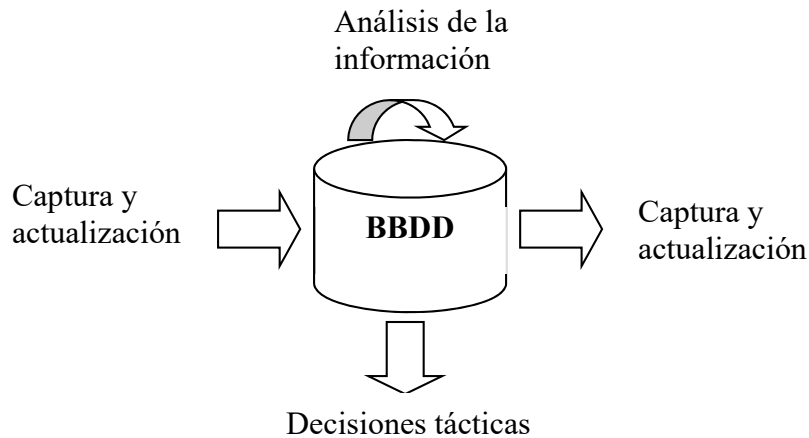 Análisis de la
información
Captura y
actualización
BBDD
Captura y
actualización
Decisiones tácticas